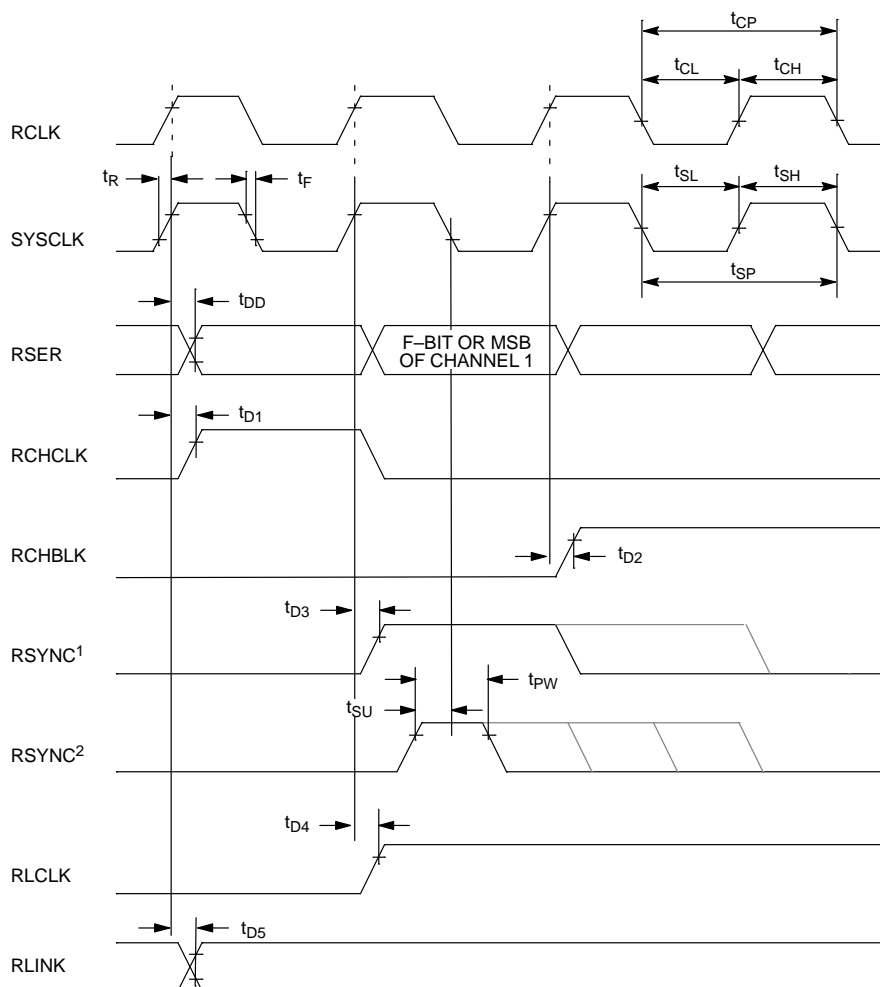 tCP
tCL tCH
RCLK
tR tF tSL tSH
SYSCLK
tSP
tDD
RSER F–BIT OR MSB
OF CHANNEL 1
tD1
RCHCLK
RCHBLK tD2
tD3
RSYNC1
tPW
tSU
RSYNC2
tD4
RLCLK
tD5
RLINK